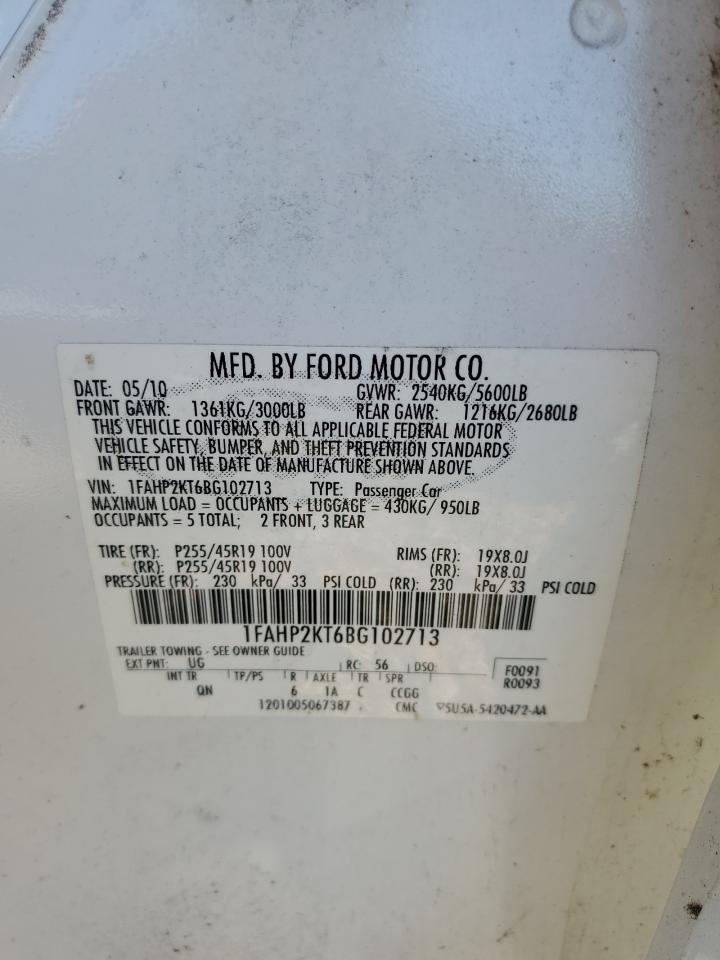 MFD. BY FORD MOTOR CO.
DATE: 05/10 GVWR: 2540KG/5600LB
FRONT GAWR: 1361KG/3000LB REAR GAWR: 1216KG/2680LB
THIS VEHICLE CONFORMS TO ALL APPLICABLE FEDERAL MOTOR
VEHICLE SAFETY, BUMPER, AND THEFT PREVENTION STANDARDS
IN EFFECT ON THE DATE OF MANUFACTURE SHOWN ABOVE.
VIN: 1FAHP2KT6BG102713 TYPE: Passenger Car
MAXIMUM LOAD = OCCUPANTS + LUGGAGE = 430KG/ 950LB
OCCUPANTS = 5 TOTAL; 2 FRONT, 3 REAR
TIRE (FR): P255/45R19 100V RIMS (FR): 19X8.0J
(RR): P255/45R19 100V (RR): 19X8.0J
PRESSURE (FR): 230 kPa/ 33 PSI COLD (RR): 230 kPa/ 33 PSI COLD
1FAHP2KT6BG102713
TRAILER TOWING - SEE OWNER GUIDE
EXT PNT: UG RC: 56 DSO: F0091
INT TR TP/PS R AXLE TR SPR R0093
QN 6 1A C CCGG
1201005067387 CMC 5U5A-5420472-AA